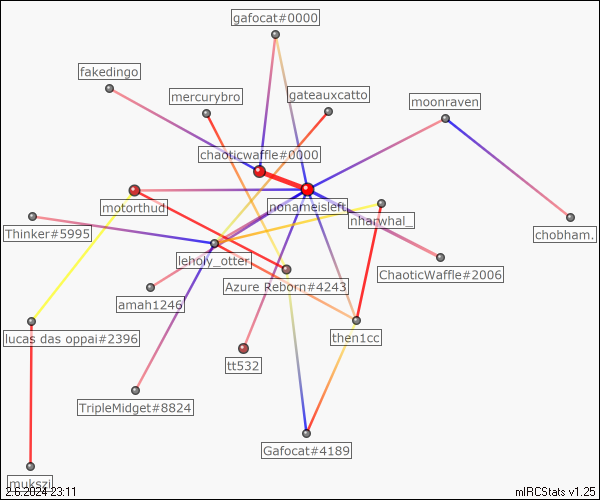 gafocat#0000
fakedingo
mercurybro
gateauxcatto
moonraven
chaoticwaffle#0000
motorthud
nonameisleft
nharwhal_
Thinker#5995
chobham.
leholy_otter
ChaoticWaffle#2006
Azure Reborn#4243
amah1246
lucas das oppai#2396
then1cc
tt532
TripleMidget#8824
Gafocat#4189
mukszi
2.6.2024 23:11
mIRCStats v1.25